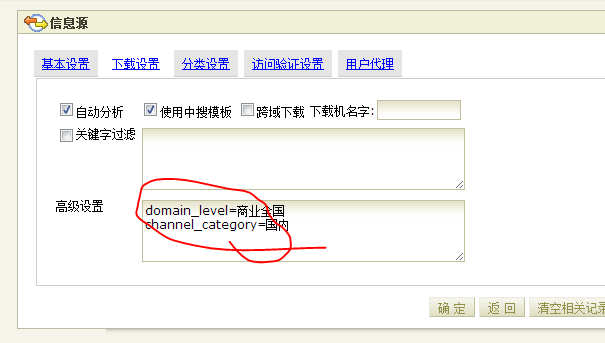 信息源
基本设置 下载设置 分类设置 访问验证设置 用户代理
自动分析 使用中搜模板 跨域下载 下载机名字:
关键字过滤
高级设置
domain_level=商业全国
channel_category=国内
确 定 返 回 清空相关记录